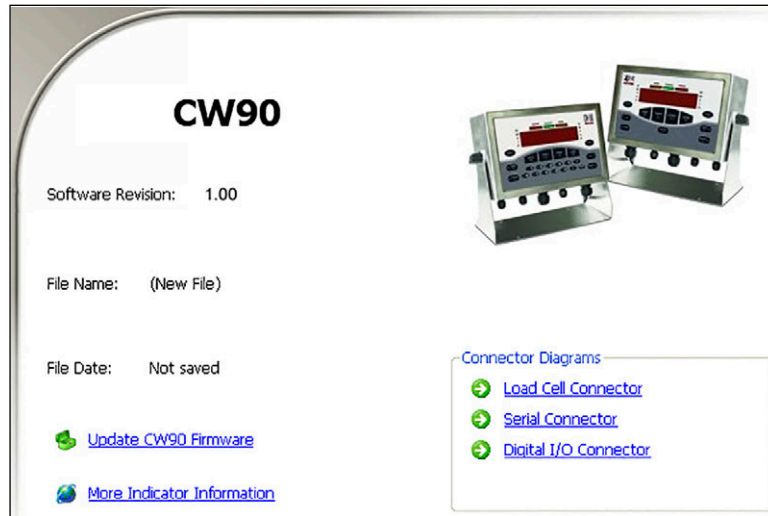 CW90
Software Revision: 1.00
File Name: (New File)
File Date: Not saved
Update CW90 Firmware
More Indicator Information
Connector Diagrams
Load Cell Connector
Serial Connector
Digital I/O Connector